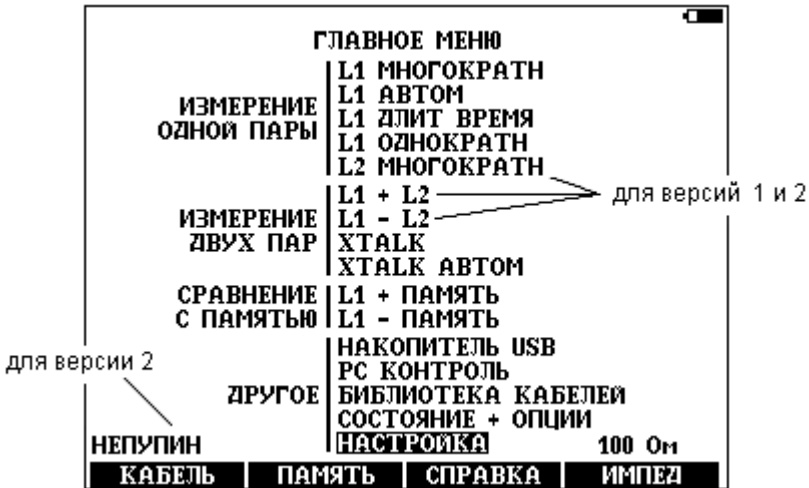 ГЛАВНОЕ МЕНЮ
ИЗМЕРЕНИЕ
ОДНОЙ ПАРЫ
L1 МНОГОКРАТН
L1 АВТОМ
L1 ДЛИТ ВРЕМЯ
L1 ОДНОКРАТН
L2 МНОГОКРАТН
ИЗМЕРЕНИЕ
ДВУХ ПАР
L1 + L2
L1 - L2
XTALK
XTALK АВТОМ
для версий 1 и 2
СРАВНЕНИЕ
С ПАМЯТЬЮ
L1 + ПАМЯТЬ
L1 - ПАМЯТЬ
для версии 2
ДРУГОЕ
НАКОПИТЕЛЬ USB
PC КОНТРОЛЬ
БИБЛИОТЕКА КАБЕЛЕЙ
СОСТОЯНИЕ + ОПЦИИ
НАСТРОЙКА
НЕПУПИН
100 Ом
КАБЕЛЬ ПАМЯТЬ СПРАВКА ИМПЕД